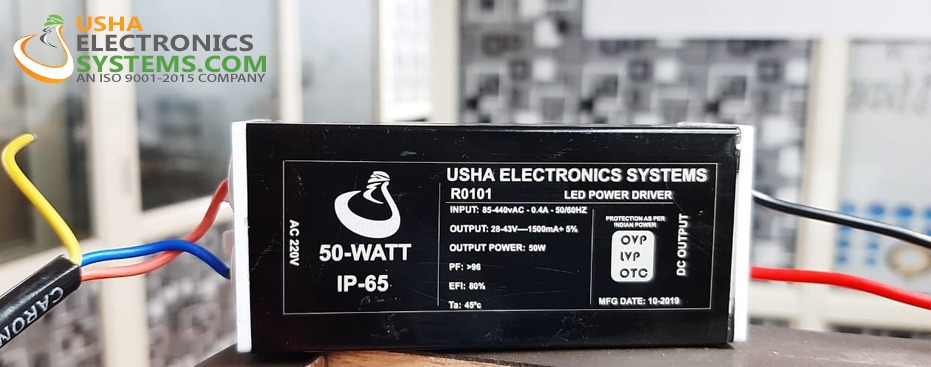 USHA
ELECTRONICS
SYSTEMS.COM
AN ISO 9001-2015 COMPANY
AC 220V
50-WATT
IP-65
USHA ELECTRONICS SYSTEMS
R0101 LED POWER DRIVER
INPUT: 85-440vAC - 0.4A - 50/60HZ
OUTPUT: 28-43V----1500mA+ 5%
OUTPUT POWER: 50W
PF: >96
EFI: 80%
Ta: 45°c
PROTECTION AS PER
INDIAN POWER
OVP
LVP
OTC
MFG DATE: 10-2019
DC OUTPUT
CARON